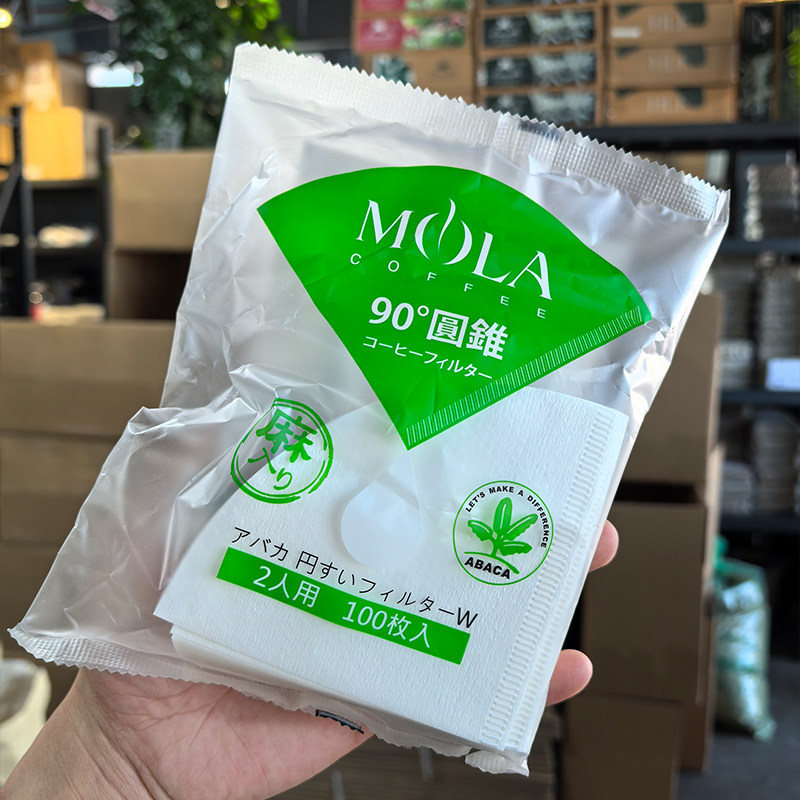 MOLA
COFFEE
90°圓錐
コーヒーフィルター
麻
入り
LET'S MAKE A DIFFERENCE
ABACA
アバカ 円すいフィルターW
2人用 100枚入